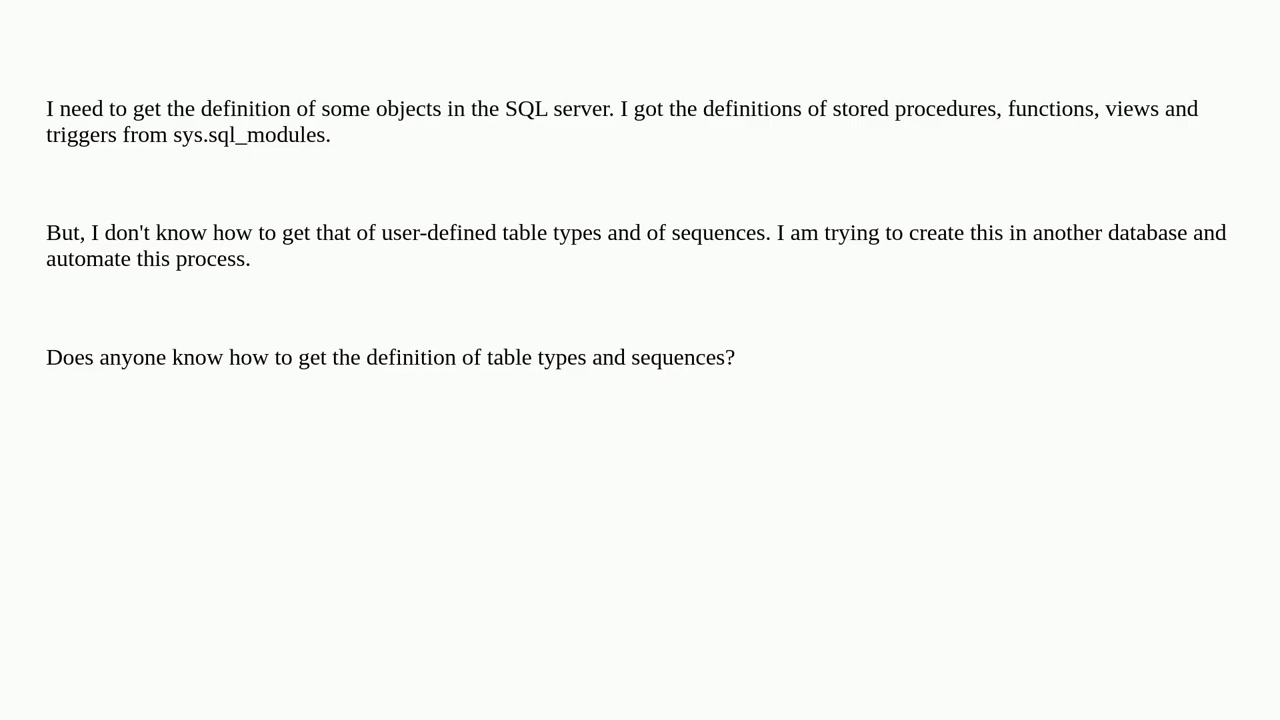 I need to get the definition of some objects in the SQL server. I got the definitions of stored procedures, functions, views and
triggers from sys.sql_modules.
But, I don't know how to get that of user-defined table types and of sequences. I am trying to create this in another database and
automate this process.
Does anyone know how to get the definition of table types and sequences?